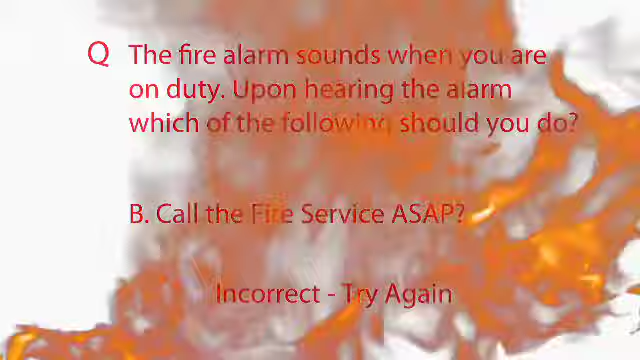 Q The fire alarm sounds when you are
on duty. Upon hearing the alarm
which of the following should you do?
B. Call the Fire Service ASAP?
Incorrect - Try Again